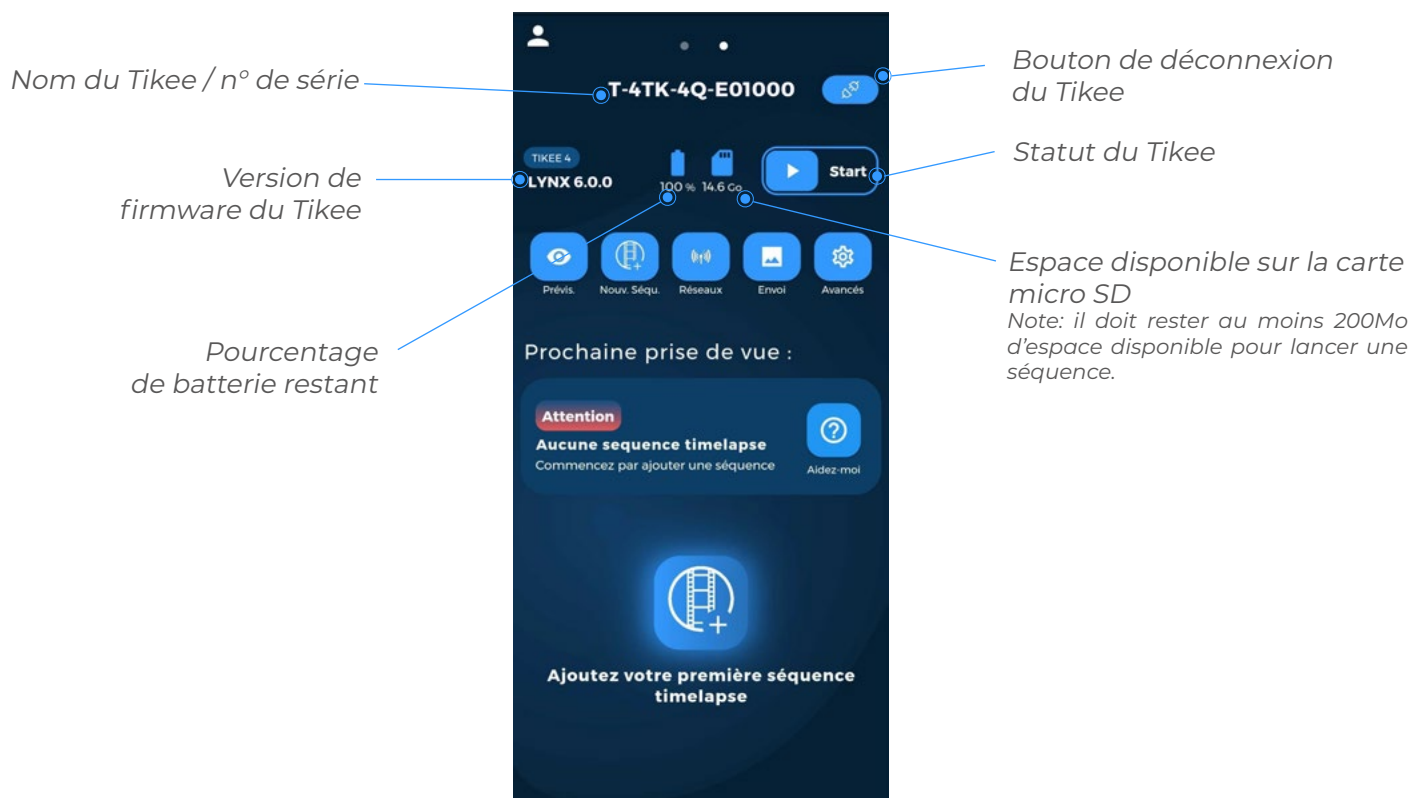 Nom du Tikee / n° de série
T-4TK-4Q-E01000
Bouton de déconnexion
du Tikee
TIKEE 4
LYNX 6.0.0
100 %
14.6 Go
Start
Version de
firmware du Tikee
Statut du Tikee
Prévis.
Nouv. Séqu.
Réseaux
Envoi
Avancés
Espace disponible sur la carte
micro SD
Note: il doit rester au moins 200Mo
d'espace disponible pour lancer une
séquence.
Pourcentage
de batterie restant
Prochaine prise de vue :
Attention
Aucune sequence timelapse
Commencez par ajouter une séquence
Aidez-moi
Ajoutez votre première séquence
timelapse